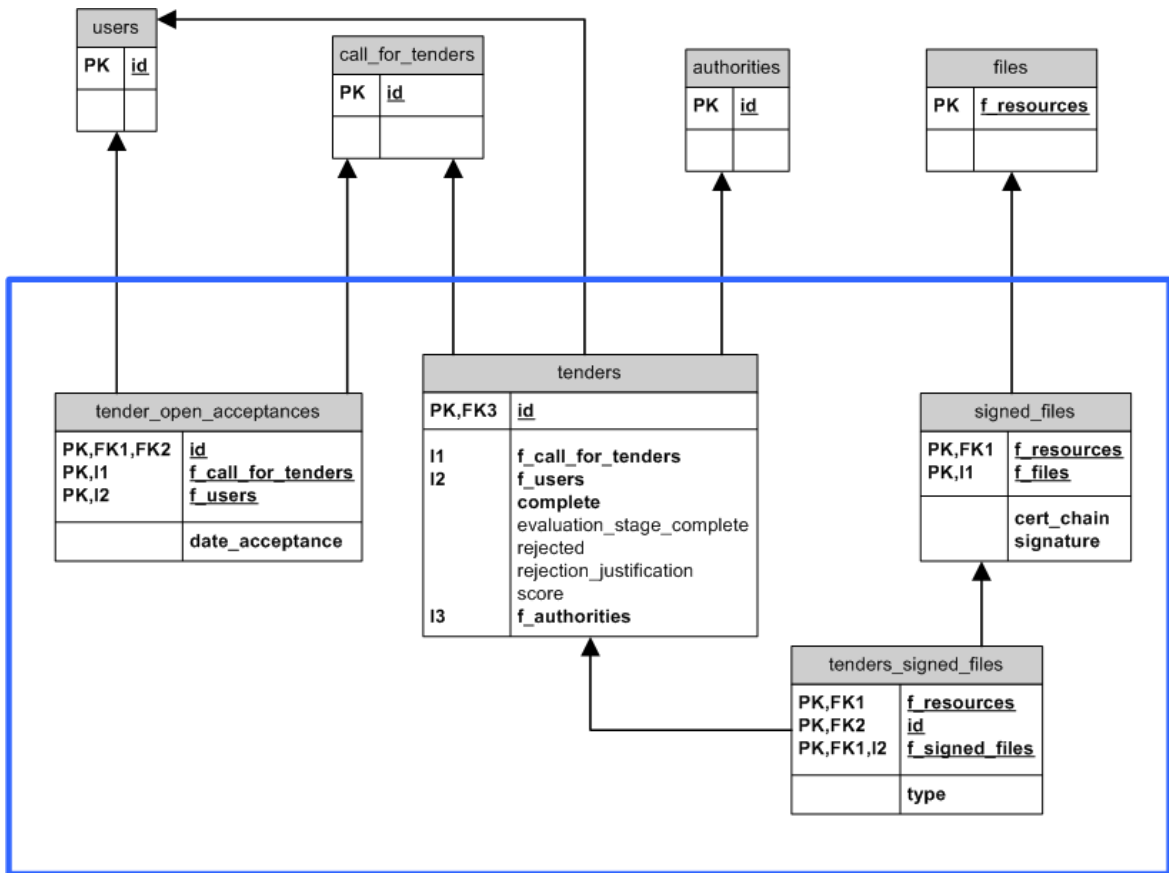 users
PK id
call_for_tenders
PK id
authorities
PK id
files
PK f_resources
tender_open_acceptances
PK,FK1,FK2 id
PK,I1 f_call_for_tenders
PK,I2 f_users
date_acceptance
tenders
PK,FK3 id
I1 f_call_for_tenders
I2 f_users
complete
evaluation_stage_complete
rejected
rejection_justification
score
I3 f_authorities
signed_files
PK,FK1 f_resources
PK,I1 f_files
cert_chain
signature
tenders_signed_files
PK,FK1 f_resources
PK,FK2 id
PK,FK1,I2 f_signed_files
type